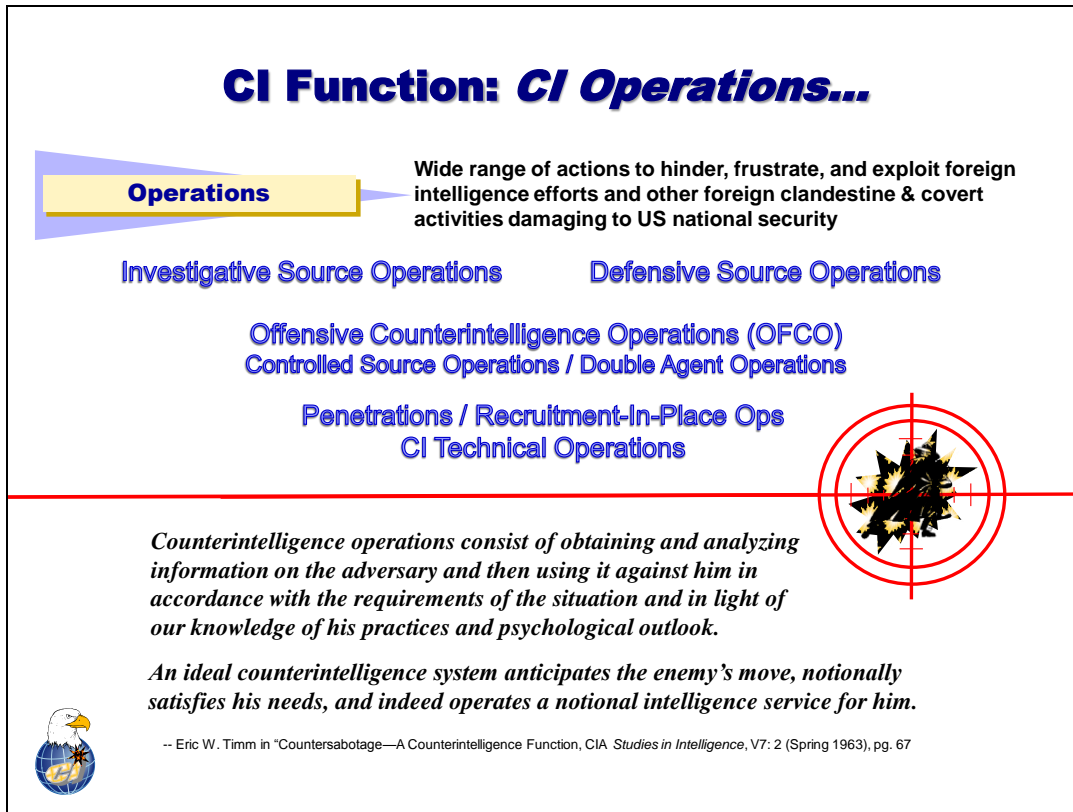 CI Function: CI Operations...
Operations
Wide range of actions to hinder, frustrate, and exploit foreign
intelligence efforts and other foreign clandestine & covert
activities damaging to US national security
Investigative Source Operations
Defensive Source Operations
Offensive Counterintelligence Operations (OFCO)
Controlled Source Operations / Double Agent Operations
Penetrations / Recruitment-In-Place Ops
CI Technical Operations
Counterintelligence operations consist of obtaining and analyzing
information on the adversary and then using it against him in
accordance with the requirements of the situation and in light of
our knowledge of his practices and psychological outlook.
An ideal counterintelligence system anticipates the enemy's move, notionally
satisfies his needs, and indeed operates a notional intelligence service for him.
-- Eric W. Timm in "Countersabotage—A Counterintelligence Function, CIA Studies in Intelligence, V7: 2 (Spring 1963), pg. 67
CI